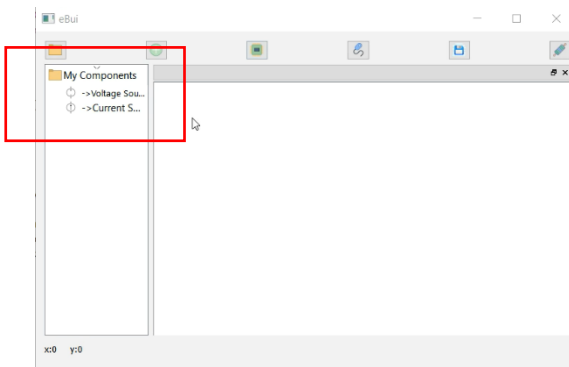 eBui
My Components
->Voltage Sou...
->Current S...
x:0 y:0